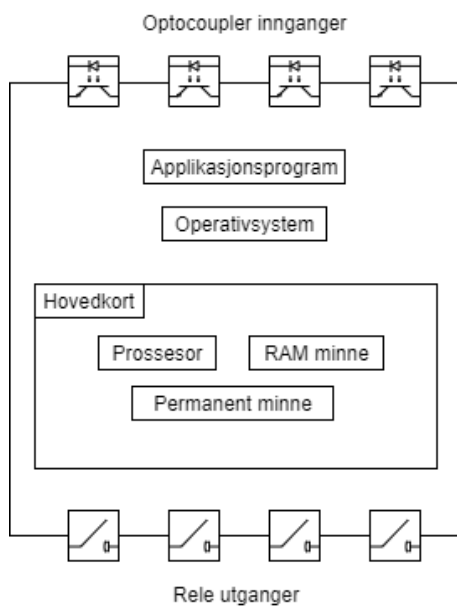 Optocoupler innganger
Applikasjonsprogram
Operativsystem
Hovedkort
Prossesor
RAM minne
Permanent minne
Rele utganger